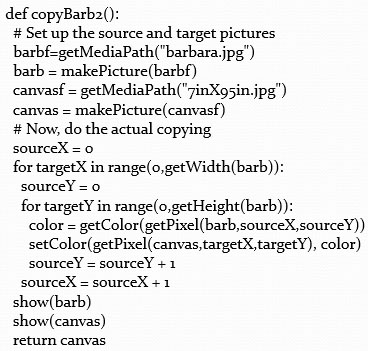 def copyBarb2():
# Set up the source and target pictures
barbf=getMediaPath("barbara.jpg")
barb = makePicture(barbf)
canvasf = getMediaPath("7inX95in.jpg")
canvas = makePicture(canvasf)
# Now, do the actual copying
sourceX = 0
for targetX in range(0,getWidth(barb)):
sourceY = 0
for targetY in range(0,getHeight(barb)):
color = getColor(getPixel(barb,sourceX,sourceY))
setColor(getPixel(canvas,targetX,targetY), color)
sourceY = sourceY + 1
sourceX = sourceX + 1
show(barb)
show(canvas)
return canvas